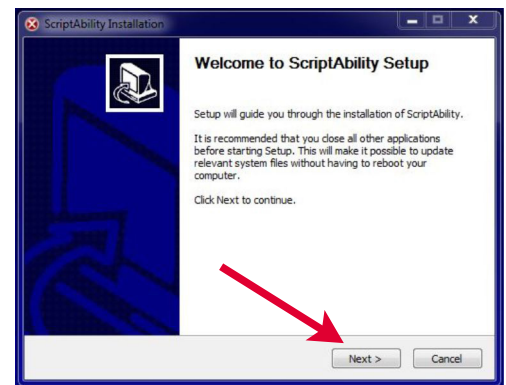 ScriptAbility Installation
Welcome to ScriptAbility Setup
Setup will guide you through the installation of ScriptAbility.
It is recommended that you close all other applications
before starting Setup. This will make it possible to update
relevant system files without having to reboot your
computer.
Click Next to continue.
Next >
Cancel